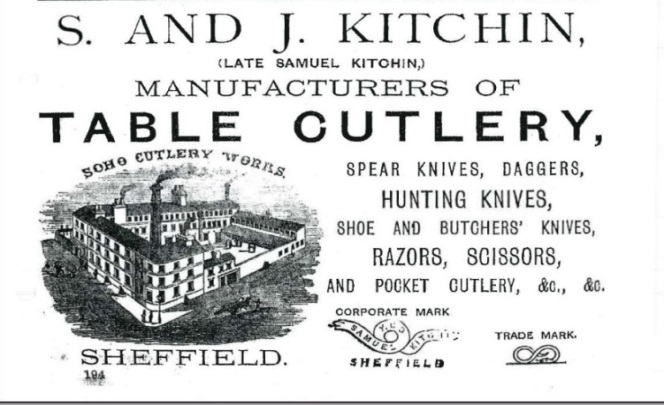 S. AND J. KITCHIN,
(LATE SAMUEL KITCHIN,)
MANUFACTURERS OF
TABLE CUTLERY,
SOHO CUTLERY WORKS.
SHEFFIELD.
194
SPEAR KNIVES, DAGGERS,
HUNTING KNIVES,
SHOE AND BUTCHERS' KNIVES,
RAZORS, SCISSORS,
AND POCKET CUTLERY, &c., &c.
CORPORATE MARK
SAMUEL
SHEFFIELD
TRADE MARK.